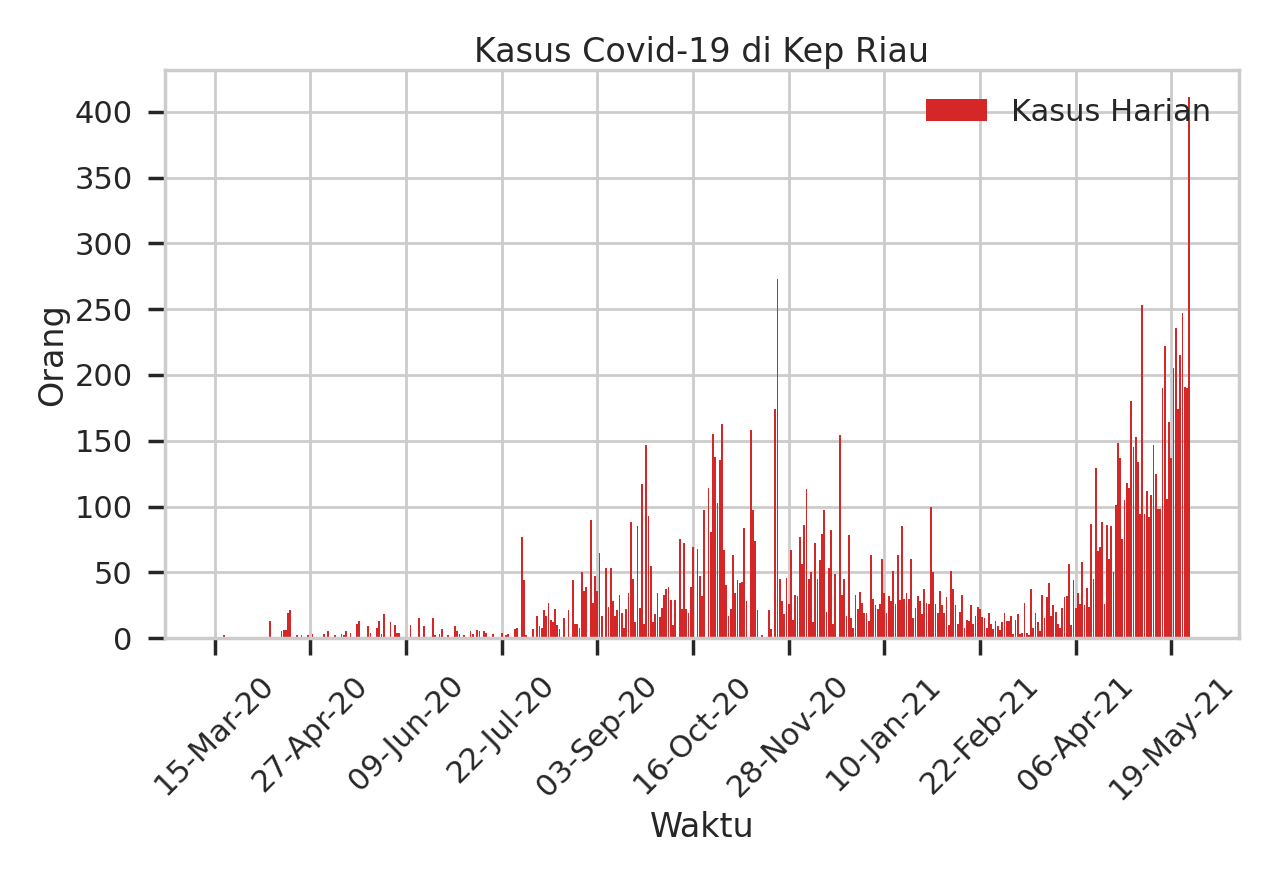 Kasus Covid-19 di Kep Riau
Kasus Harian
Orang
400
350
300
250
200
150
100
50
0
15-Mar-20
27-Apr-20
09-Jun-20
22-Jul-20
03-Sep-20
16-Oct-20
28-Nov-20
10-Jan-21
22-Feb-21
06-Apr-21
19-May-21
Waktu